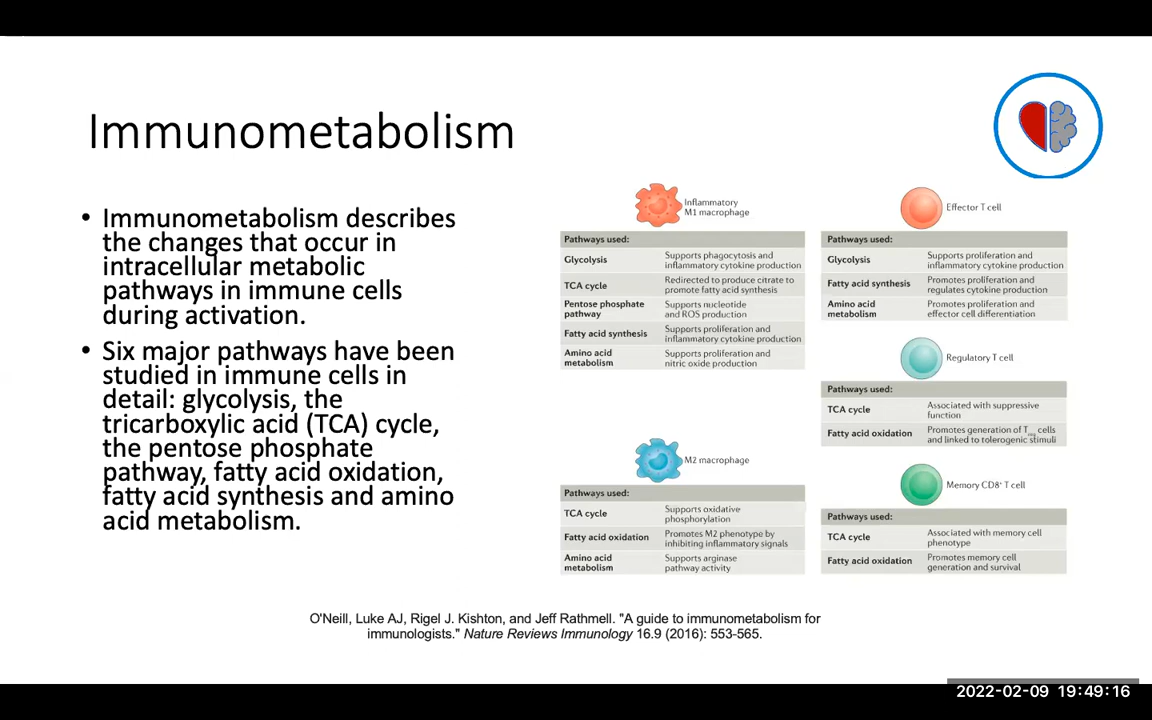 Immunometabolism
• Immunometabolism describes
the changes that occur in
intracellular metabolic
pathways in immune cells
during activation.
• Six major pathways have been
studied in immune cells in
detail: glycolysis, the
tricarboxylic acid (TCA) cycle,
the pentose phosphate
pathway, fatty acid oxidation,
fatty acid synthesis and amino
acid metabolism.
Inflammatory
M1 macrophage
Pathways used:
Glycolysis Supports phagocytosis and
inflammatory cytokine production
TCA cycle Redirected to produce citrate to
promote fatty acid synthesis
Pentose phosphate Supports nucleotide
pathway and ROS production
Fatty acid synthesis Supports proliferation and
inflammatory cytokine production
Amino acid Supports proliferation and
metabolism nitric oxide production
M2 macrophage
Pathways used:
TCA cycle Supports oxidative
phosphorylation
Fatty acid oxidation Promotes M2 phenotype by
inhibiting inflammatory signals
Amino acid Supports arginase
metabolism pathway activity
Effector T cell
Pathways used:
Glycolysis Supports proliferation and
inflammatory cytokine production
Fatty acid synthesis Promotes proliferation and
regulates cytokine production
Amino acid Promotes proliferation and
metabolism effector cell differentiation
Regulatory T cell
Pathways used:
TCA cycle Associated with suppressive
function
Fatty acid oxidation Promotes generation of Treg cells
and linked to tolerogenic stimuli
Memory CD8⁺ T cell
Pathways used:
TCA cycle Associated with memory cell
phenotype
Fatty acid oxidation Promotes memory cell
generation and survival
O'Neill, Luke AJ, Rigel J. Kishton, and Jeff Rathmell. "A guide to immunometabolism for
immunologists." Nature Reviews Immunology 16.9 (2016): 553-565.
2022-02-09 19:49:16